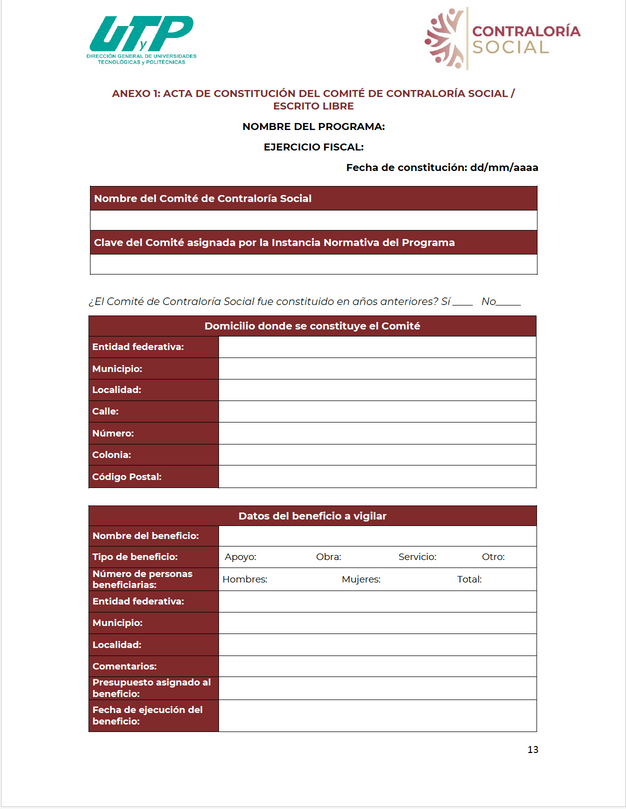 UTyP
DIRECCIÓN GENERAL DE UNIVERSIDADES
TECNOLÓGICAS y POLITÉCNICAS
CONTRALORÍA
SOCIAL
ANEXO 1: ACTA DE CONSTITUCIÓN DEL COMITÉ DE CONTRALORÍA SOCIAL /
ESCRITO LIBRE
NOMBRE DEL PROGRAMA:
EJERCICIO FISCAL:
Fecha de constitución: dd/mm/aaaa
Nombre del Comité de Contraloría Social
Clave del Comité asignada por la Instancia Normativa del Programa
¿El Comité de Contraloría Social fue constituido en años anteriores? Sí ____ No_____
Domicilio donde se constituye el Comité
Entidad federativa:
Municipio:
Localidad:
Calle:
Número:
Colonia:
Código Postal:
Datos del beneficio a vigilar
Nombre del beneficio:
Tipo de beneficio: Apoyo: Obra: Servicio: Otro:
Número de personas
beneficiarias: Hombres: Mujeres: Total:
Entidad federativa:
Municipio:
Localidad:
Comentarios:
Presupuesto asignado al
beneficio:
Fecha de ejecución del
beneficio:
13